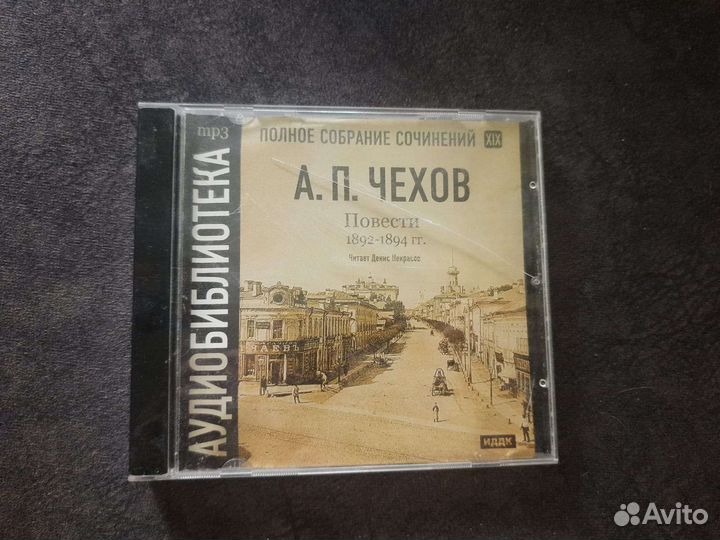 mp3
АУДИОБИБЛИОТЕКА
ПОЛНОЕ СОБРАНИЕ СОЧИНЕНИЙ XIX
А. П. ЧЕХОВ
Повести
1892-1894 гг.
Читает Денис Некрасов
ИДДК
Avito